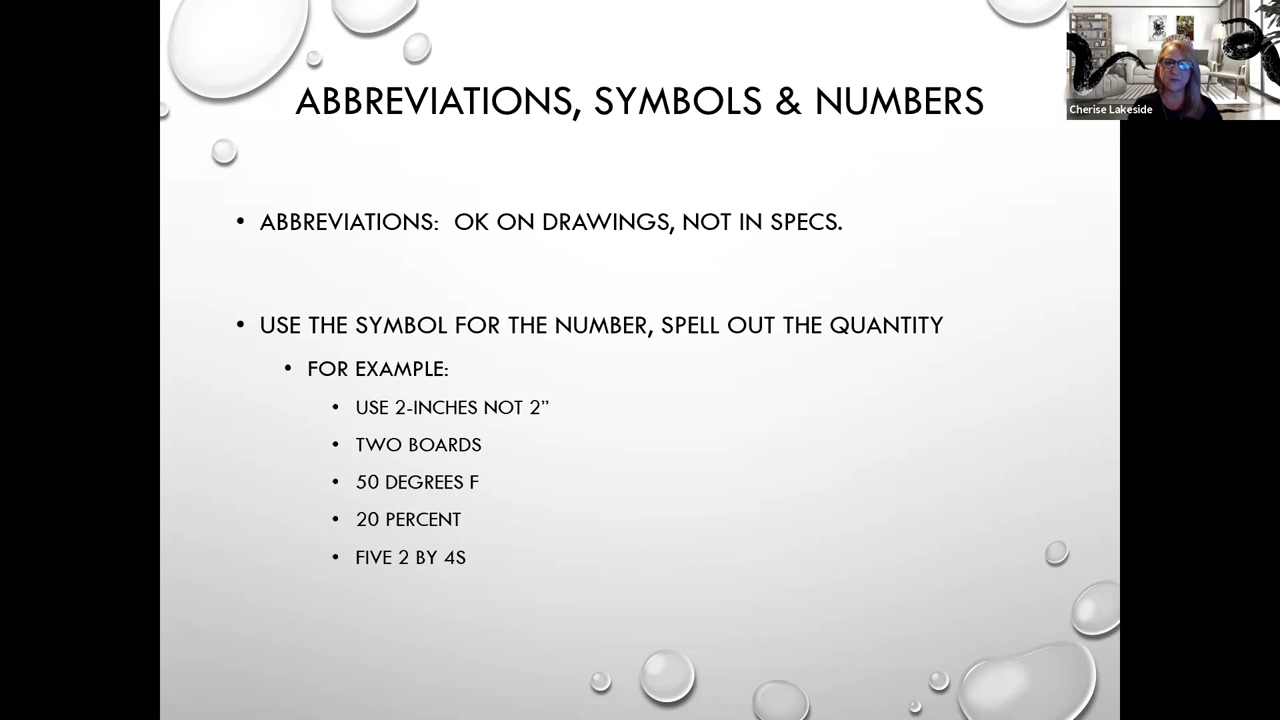 ABBREVIATIONS, SYMBOLS & NUMBERS
Cherise Lakeside
• ABBREVIATIONS: OK ON DRAWINGS, NOT IN SPECS.
• USE THE SYMBOL FOR THE NUMBER, SPELL OUT THE QUANTITY
• FOR EXAMPLE:
• USE 2-INCHES NOT 2”
• TWO BOARDS
• 50 DEGREES F
• 20 PERCENT
• FIVE 2 BY 4S